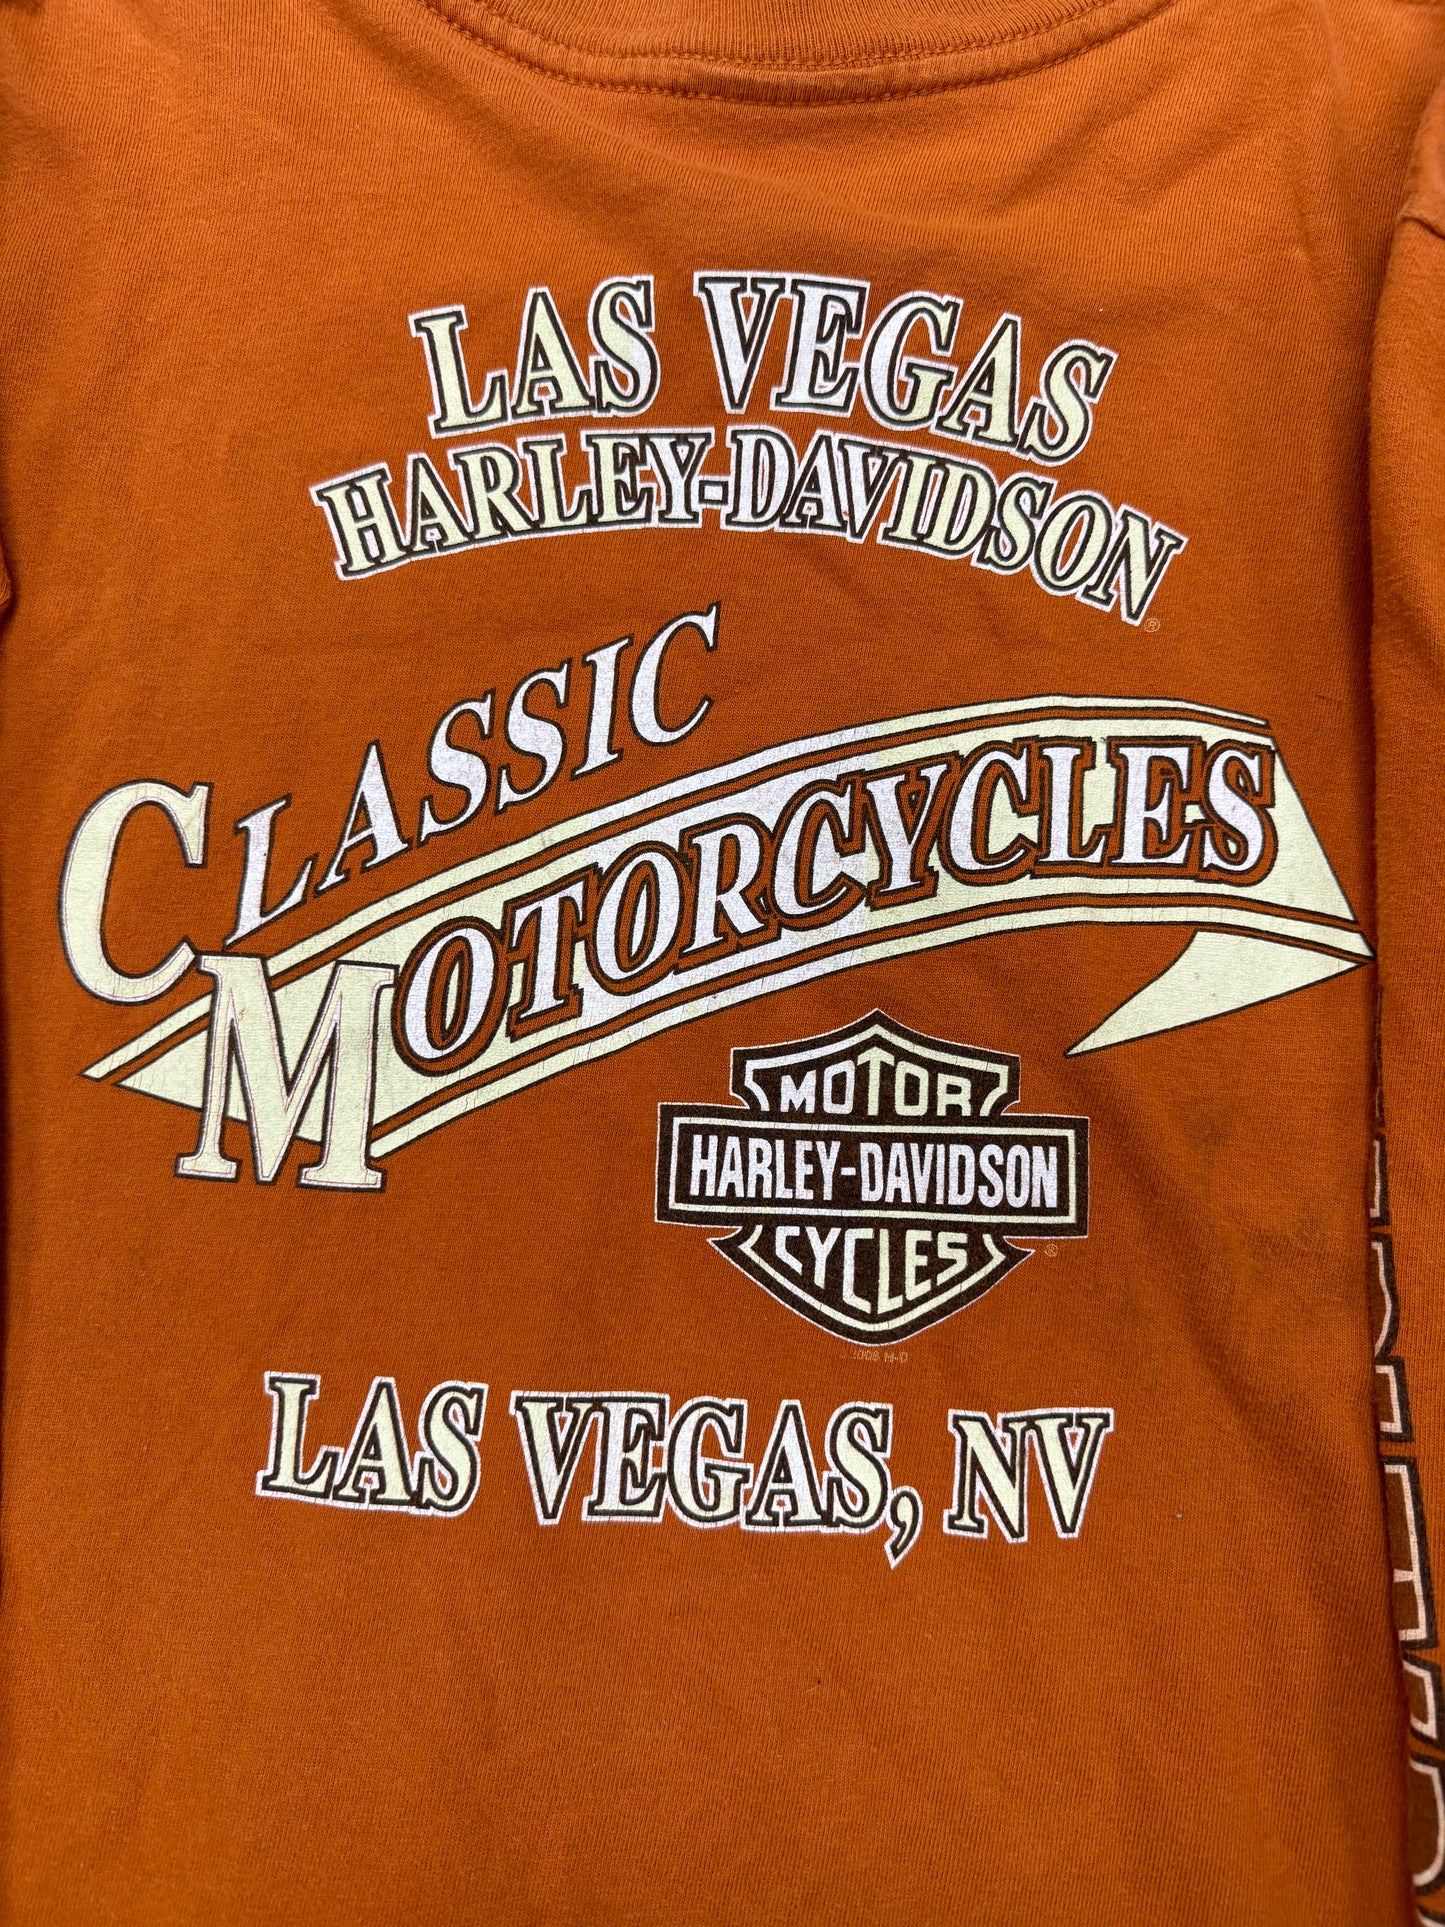 LAS VEGAS
HARLEY-DAVIDSON®
CLASSIC
MOTORCYCLES
MOTOR
HARLEY-DAVIDSON
CYCLES ®
H-D
LAS VEGAS, NV